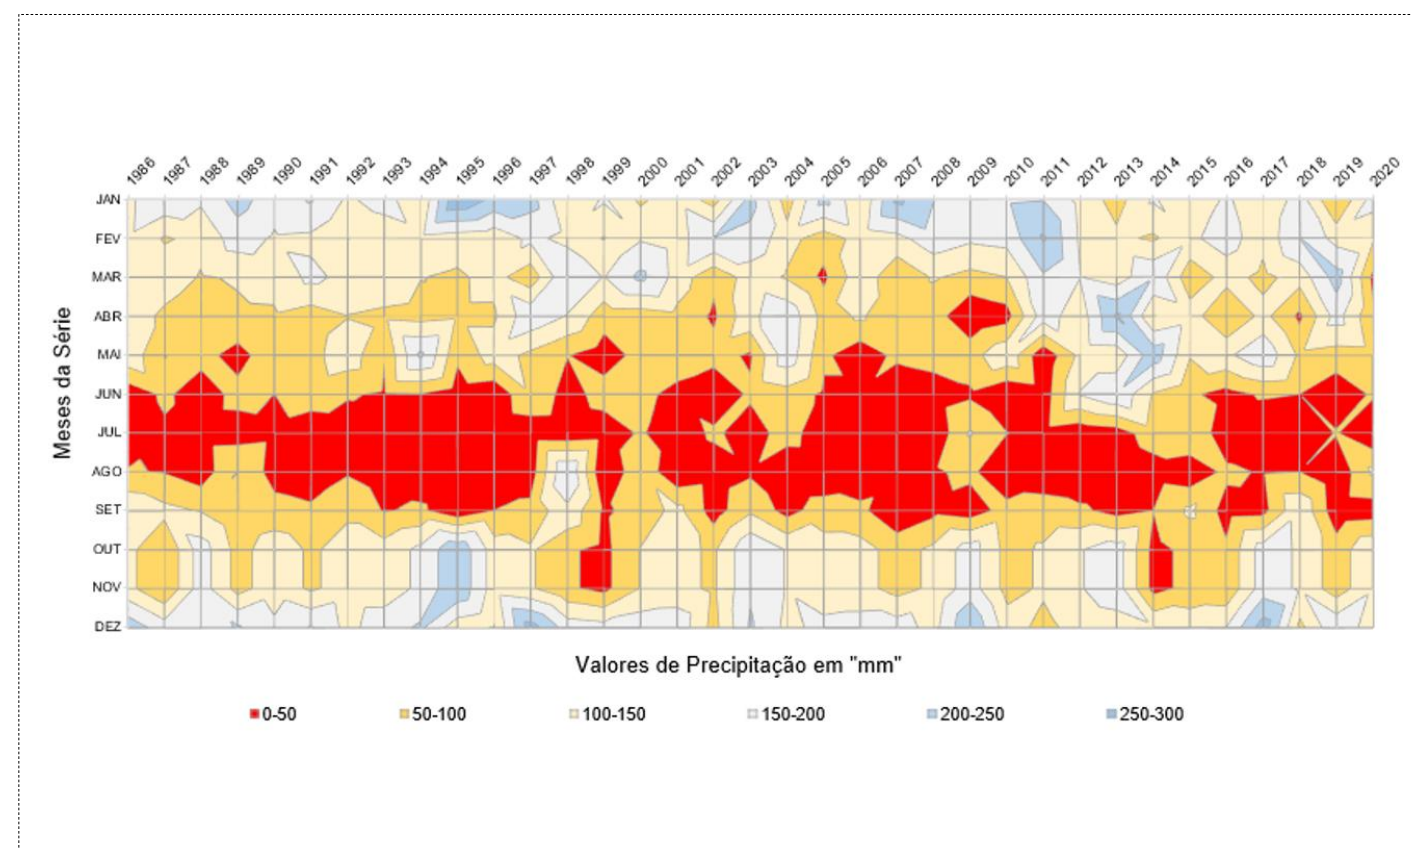 1986 1987 1988 1989 1990 1991 1992 1993 1994 1995 1996 1997 1998 1999 2000 2001 2002 2003 2004 2005 2006 2007 2008 2009 2010 2011 2012 2013 2014 2015 2016 2017 2018 2019 2020
JAN
FEV
MAR
ABR
MAI
JUN
JUL
AGO
SET
OUT
NOV
DEZ
Meses da Série
Valores de Precipitação em "mm"
0-50 50-100 100-150 150-200 200-250 250-300